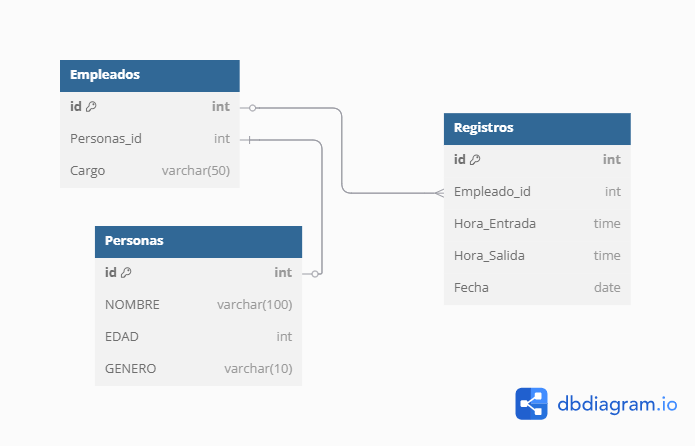 Empleados
id int
Personas_id int
Cargo varchar(50)
Registros
id int
Empleado_id int
Hora_Entrada time
Hora_Salida time
Fecha date
Personas
id int
NOMBRE varchar(100)
EDAD int
GENERO varchar(10)
dbdiagram.io